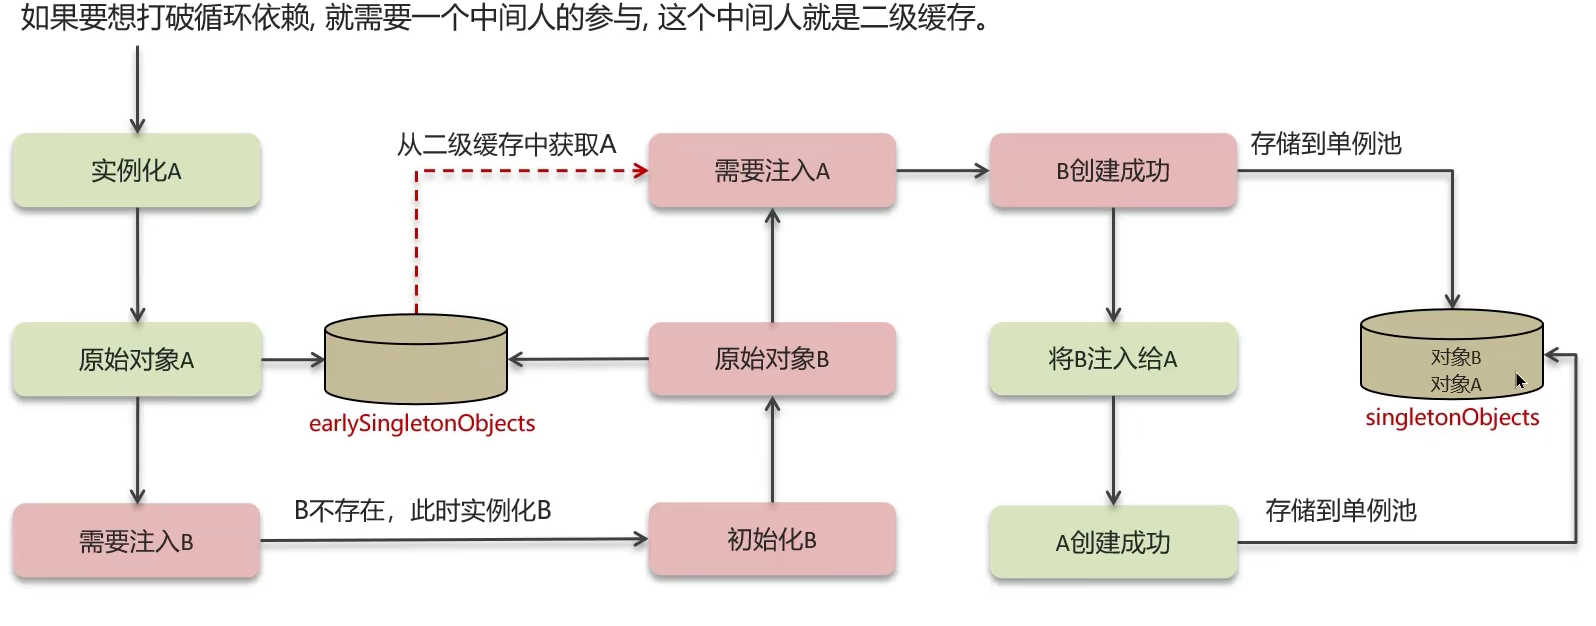 如果要想打破循环依赖, 就需要一个中间人的参与, 这个中间人就是二级缓存。
实例化A
从二级缓存中获取A
需要注入A
B创建成功
存储到单例池
原始对象A
earlySingletonObjects
原始对象B
将B注入给A
对象B
对象A
singletonObjects
需要注入B
B不存在，此时实例化B
初始化B
A创建成功
存储到单例池